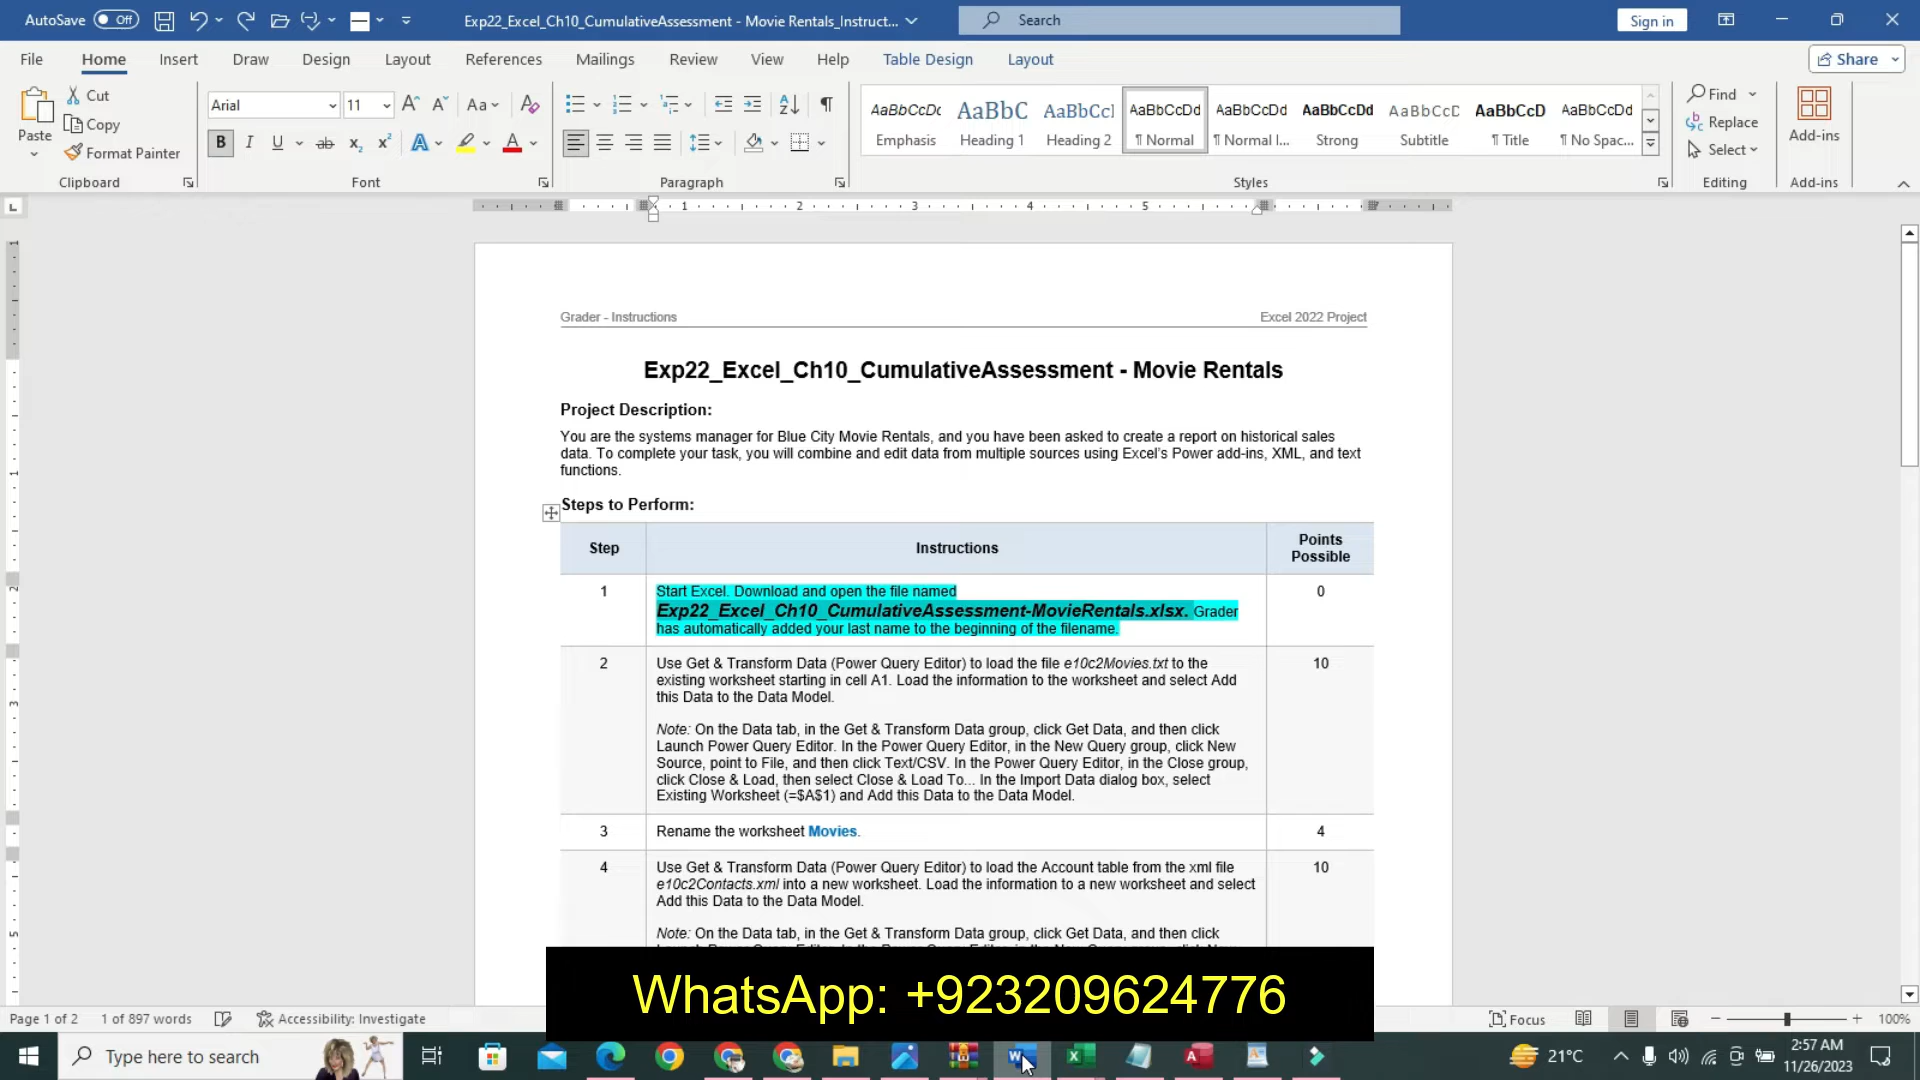 AutoSave Off
Exp22_Excel_Ch10_CumulativeAssessment - Movie Rentals_Instruct...
Search
Sign in
File Home Insert Draw Design Layout References Mailings Review View Help Table Design Layout
Share
Paste
Cut
Copy
Format Painter
Clipboard
Arial 11
Font
Paragraph
AaBbCcDc AaBbC AaBbCcI AaBbCcDd AaBbCcDd AaBbCcDd AaBbCcC AaBbCcD AaBbCcDd
Emphasis Heading 1 Heading 2 ¶ Normal ¶ Normal I... Strong Subtitle ¶ Title ¶ No Spac...
Styles
Find
Replace
Select
Editing
Add-ins
Add-ins
1 2 3 4 5
Grader - Instructions Excel 2022 Project
Exp22_Excel_Ch10_CumulativeAssessment - Movie Rentals
Project Description:
You are the systems manager for Blue City Movie Rentals, and you have been asked to create a report on historical sales
data. To complete your task, you will combine and edit data from multiple sources using Excel's Power add-ins, XML, and text
functions.
Steps to Perform:
Step Instructions Points
Possible
1 Start Excel. Download and open the file named 0
Exp22_Excel_Ch10_CumulativeAssessment-MovieRentals.xlsx. Grader
has automatically added your last name to the beginning of the filename.
2 Use Get & Transform Data (Power Query Editor) to load the file e10c2Movies.txt to the 10
existing worksheet starting in cell A1. Load the information to the worksheet and select Add
this Data to the Data Model.
Note: On the Data tab, in the Get & Transform Data group, click Get Data, and then click
Launch Power Query Editor. In the Power Query Editor, in the New Query group, click New
Source, point to File, and then click Text/CSV. In the Power Query Editor, in the Close group,
click Close & Load, then select Close & Load To... In the Import Data dialog box, select
Existing Worksheet (=$A$1) and Add this Data to the Data Model.
3 Rename the worksheet Movies. 4
4 Use Get & Transform Data (Power Query Editor) to load the Account table from the xml file 10
e10c2Contacts.xml into a new worksheet. Load the information to a new worksheet and select
Add this Data to the Data Model.
Note: On the Data tab, in the Get & Transform Data group, click Get Data, and then click
WhatsApp: +923209624776
Page 1 of 2 1 of 897 words Accessibility: Investigate Focus 100%
Type here to search
21°C
2:57 AM
11/26/2023